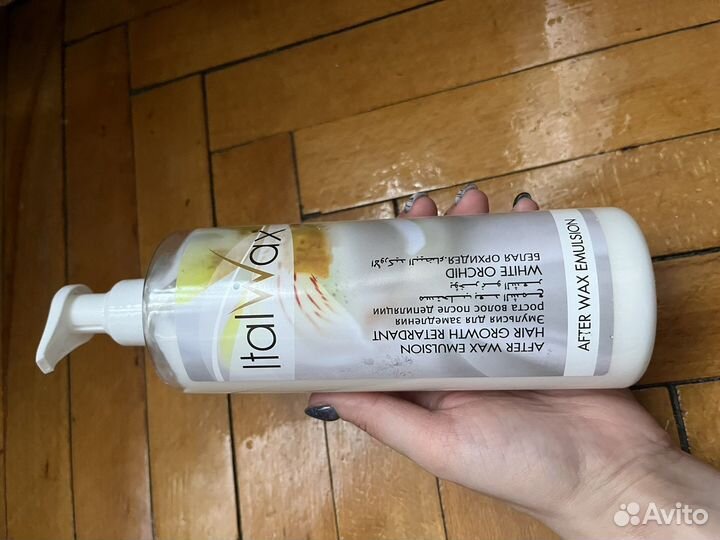 ItalWax
AFTER WAX EMULSION
HAIR GROWTH RETARDANT
Эмульсия для замедления
роста волос после депиляции
WHITE ORCHID
БЕЛАЯ ОРХИДЕЯ
AFTER WAX EMULSION
Avito